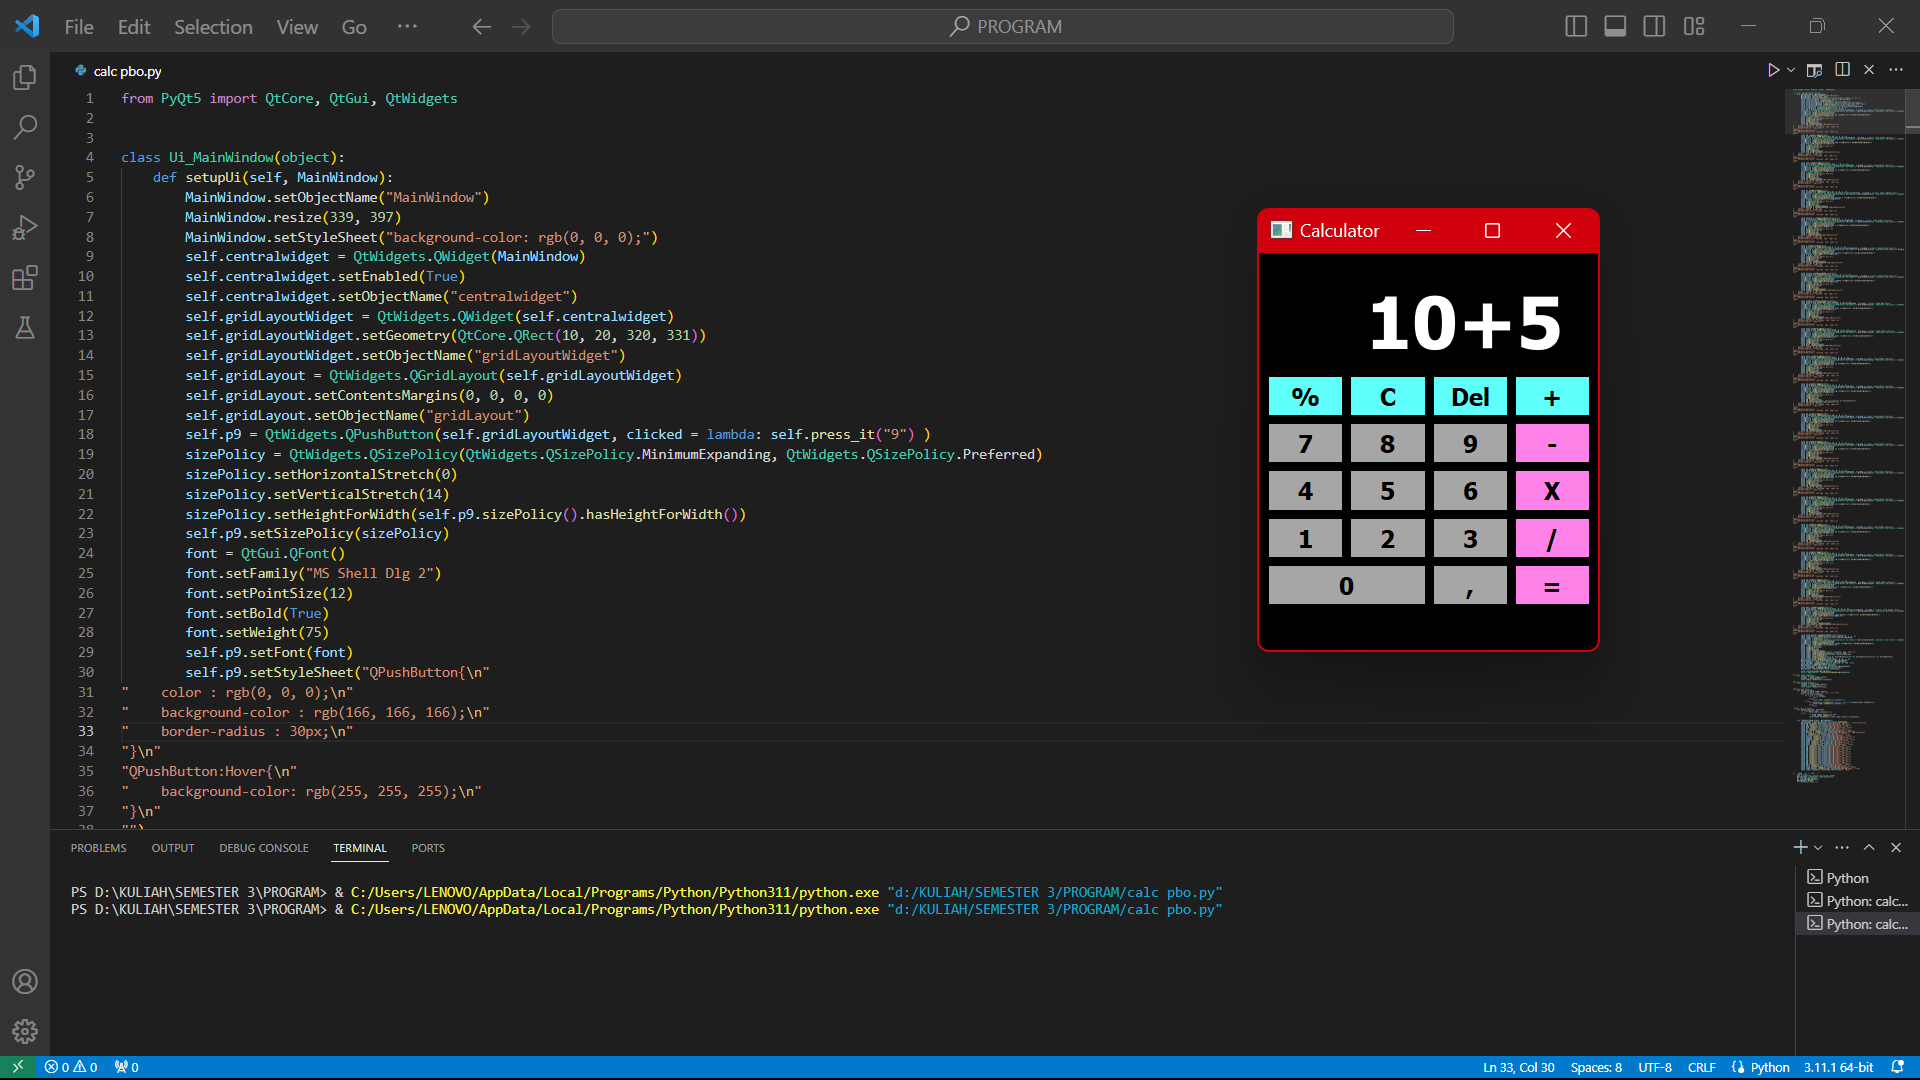 File Edit Selection View Go ··· PROGRAM
calc pbo.py
1 from PyQt5 import QtCore, QtGui, QtWidgets
2
3
4 class Ui_MainWindow(object):
5 def setupUi(self, MainWindow):
6 MainWindow.setObjectName("MainWindow")
7 MainWindow.resize(339, 397)
8 MainWindow.setStyleSheet("background-color: rgb(0, 0, 0);")
9 self.centralwidget = QtWidgets.QWidget(MainWindow)
10 self.centralwidget.setEnabled(True)
11 self.centralwidget.setObjectName("centralwidget")
12 self.gridLayoutWidget = QtWidgets.QWidget(self.centralwidget)
13 self.gridLayoutWidget.setGeometry(QtCore.QRect(10, 20, 320, 331))
14 self.gridLayoutWidget.setObjectName("gridLayoutWidget")
15 self.gridLayout = QtWidgets.QGridLayout(self.gridLayoutWidget)
16 self.gridLayout.setContentsMargins(0, 0, 0, 0)
17 self.gridLayout.setObjectName("gridLayout")
18 self.p9 = QtWidgets.QPushButton(self.gridLayoutWidget, clicked = lambda: self.press_it("9") )
19 sizePolicy = QtWidgets.QSizePolicy(QtWidgets.QSizePolicy.MinimumExpanding, QtWidgets.QSizePolicy.Preferred)
20 sizePolicy.setHorizontalStretch(0)
21 sizePolicy.setVerticalStretch(14)
22 sizePolicy.setHeightForWidth(self.p9.sizePolicy().hasHeightForWidth())
23 self.p9.setSizePolicy(sizePolicy)
24 font = QtGui.QFont()
25 font.setFamily("MS Shell Dlg 2")
26 font.setPointSize(12)
27 font.setBold(True)
28 font.setWeight(75)
29 self.p9.setFont(font)
30 self.p9.setStyleSheet("QPushButton{\n"
31 " color : rgb(0, 0, 0);\n"
32 " background-color : rgb(166, 166, 166);\n"
33 " border-radius : 30px;\n"
34 "}\n"
35 "QPushButton:Hover{\n"
36 " background-color: rgb(255, 255, 255);\n"
37 "}\n"
38 "")
Calculator
10+5
% C Del +
7 8 9 -
4 5 6 X
1 2 3 /
0 , =
PROBLEMS OUTPUT DEBUG CONSOLE TERMINAL PORTS
PS D:\KULIAH\SEMESTER 3\PROGRAM> & C:/Users/LENOVO/AppData/Local/Programs/Python/Python311/python.exe "d:/KULIAH/SEMESTER 3/PROGRAM/calc pbo.py"
PS D:\KULIAH\SEMESTER 3\PROGRAM> & C:/Users/LENOVO/AppData/Local/Programs/Python/Python311/python.exe "d:/KULIAH/SEMESTER 3/PROGRAM/calc pbo.py"
Python
Python: calc...
Python: calc...
0 0 0 Ln 33, Col 30 Spaces: 8 UTF-8 CRLF Python 3.11.1 64-bit